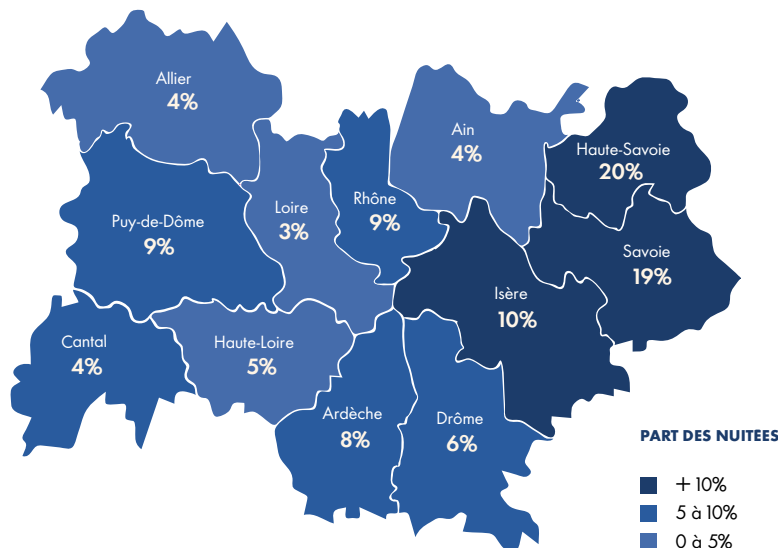 Allier
4%
Ain
4%
Haute-Savoie
20%
Puy-de-Dôme
9%
Loire
3%
Rhône
9%
Savoie
19%
Isère
10%
Cantal
4%
Haute-Loire
5%
Ardèche
8%
Drôme
6%
PART DES NUITÉES
+ 10%
5 à 10%
0 à 5%